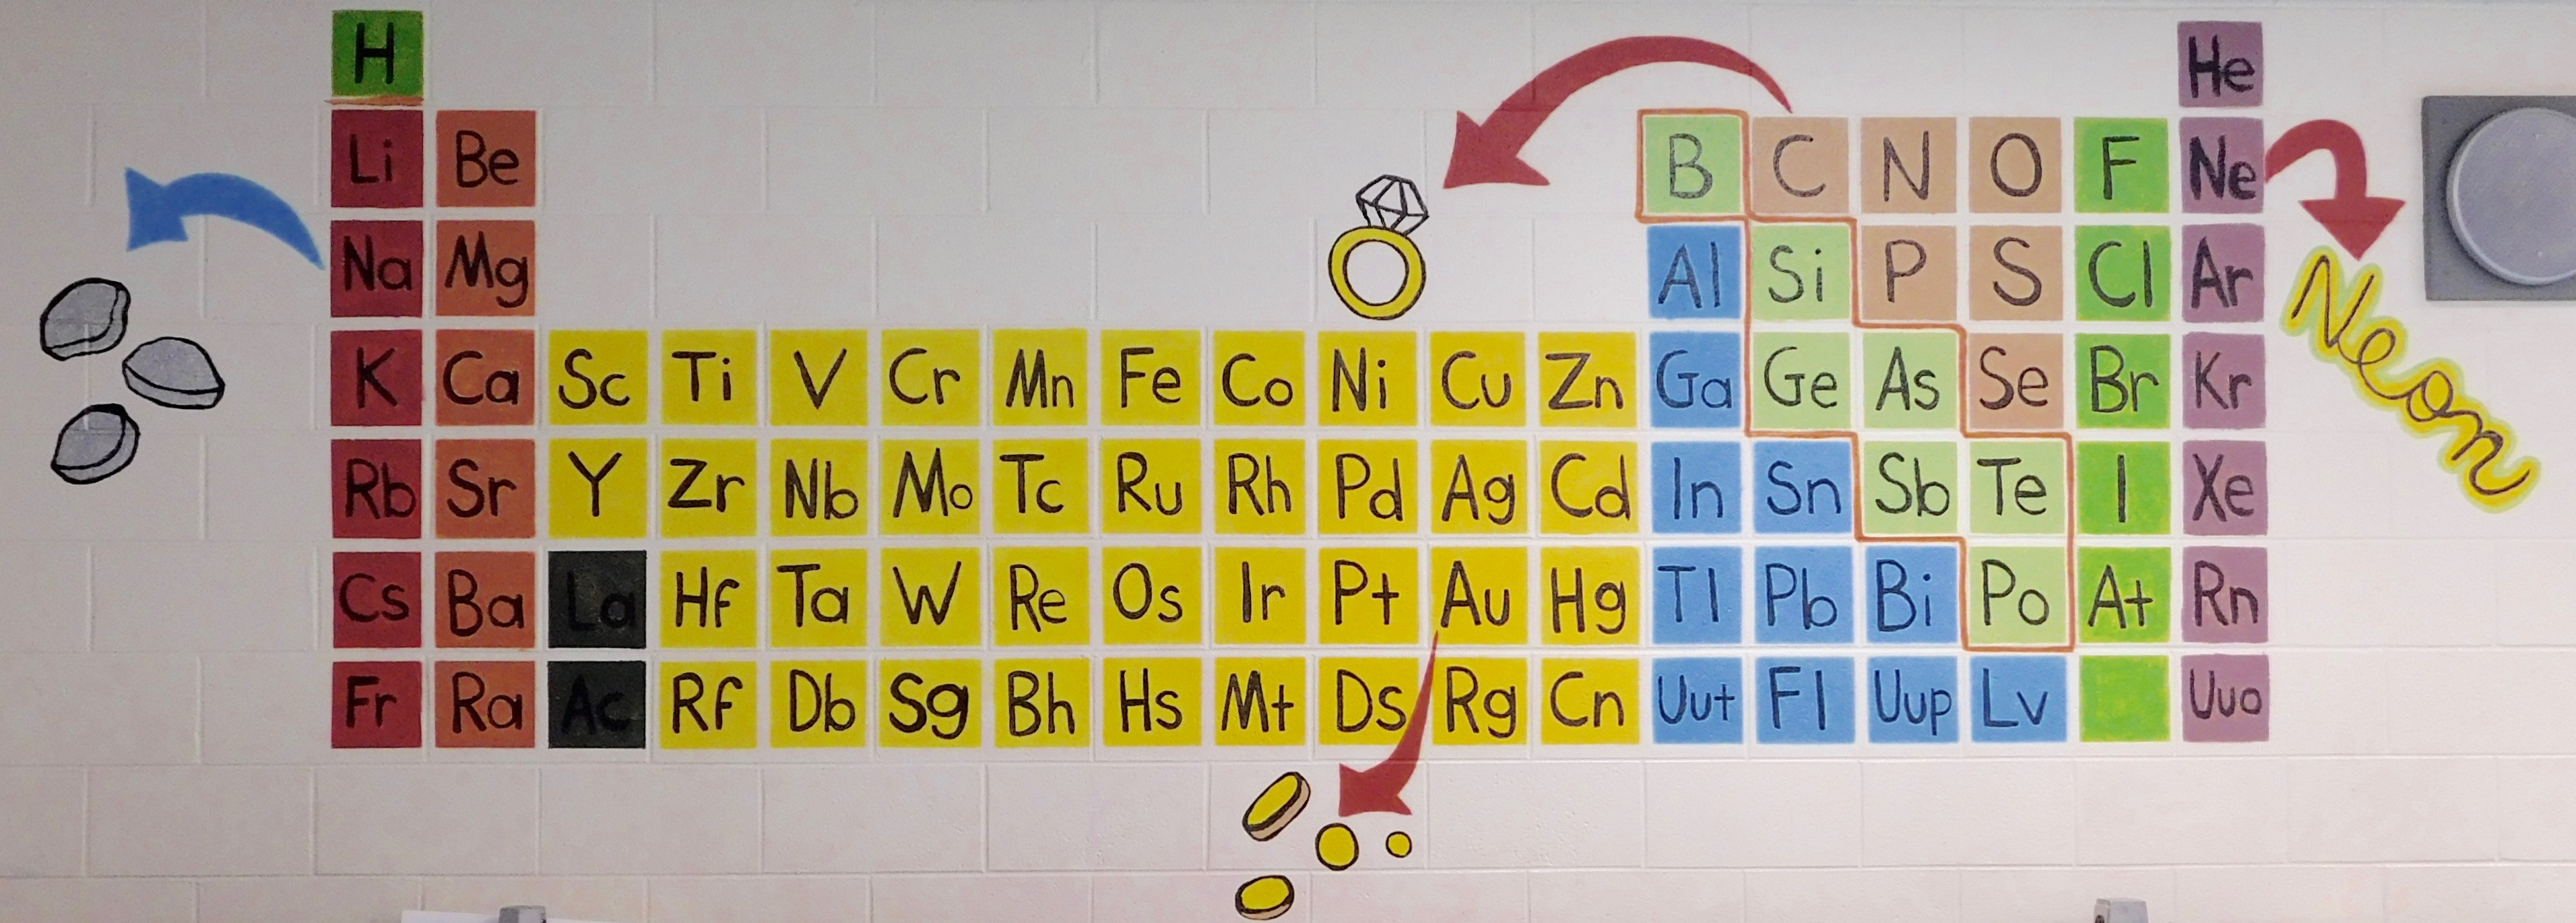 H He
Li Be B C N O F Ne
Na Mg Al Si P S Cl Ar
K Ca Sc Ti V Cr Mn Fe Co Ni Cu Zn Ga Ge As Se Br Kr
Rb Sr Y Zr Nb Mo Tc Ru Rh Pd Ag Cd In Sn Sb Te I Xe
Cs Ba La Hf Ta W Re Os Ir Pt Au Hg Tl Pb Bi Po At Rn
Fr Ra Ac Rf Db Sg Bh Hs Mt Ds Rg Cn Uut Fl Uup Lv Uuo
Neon